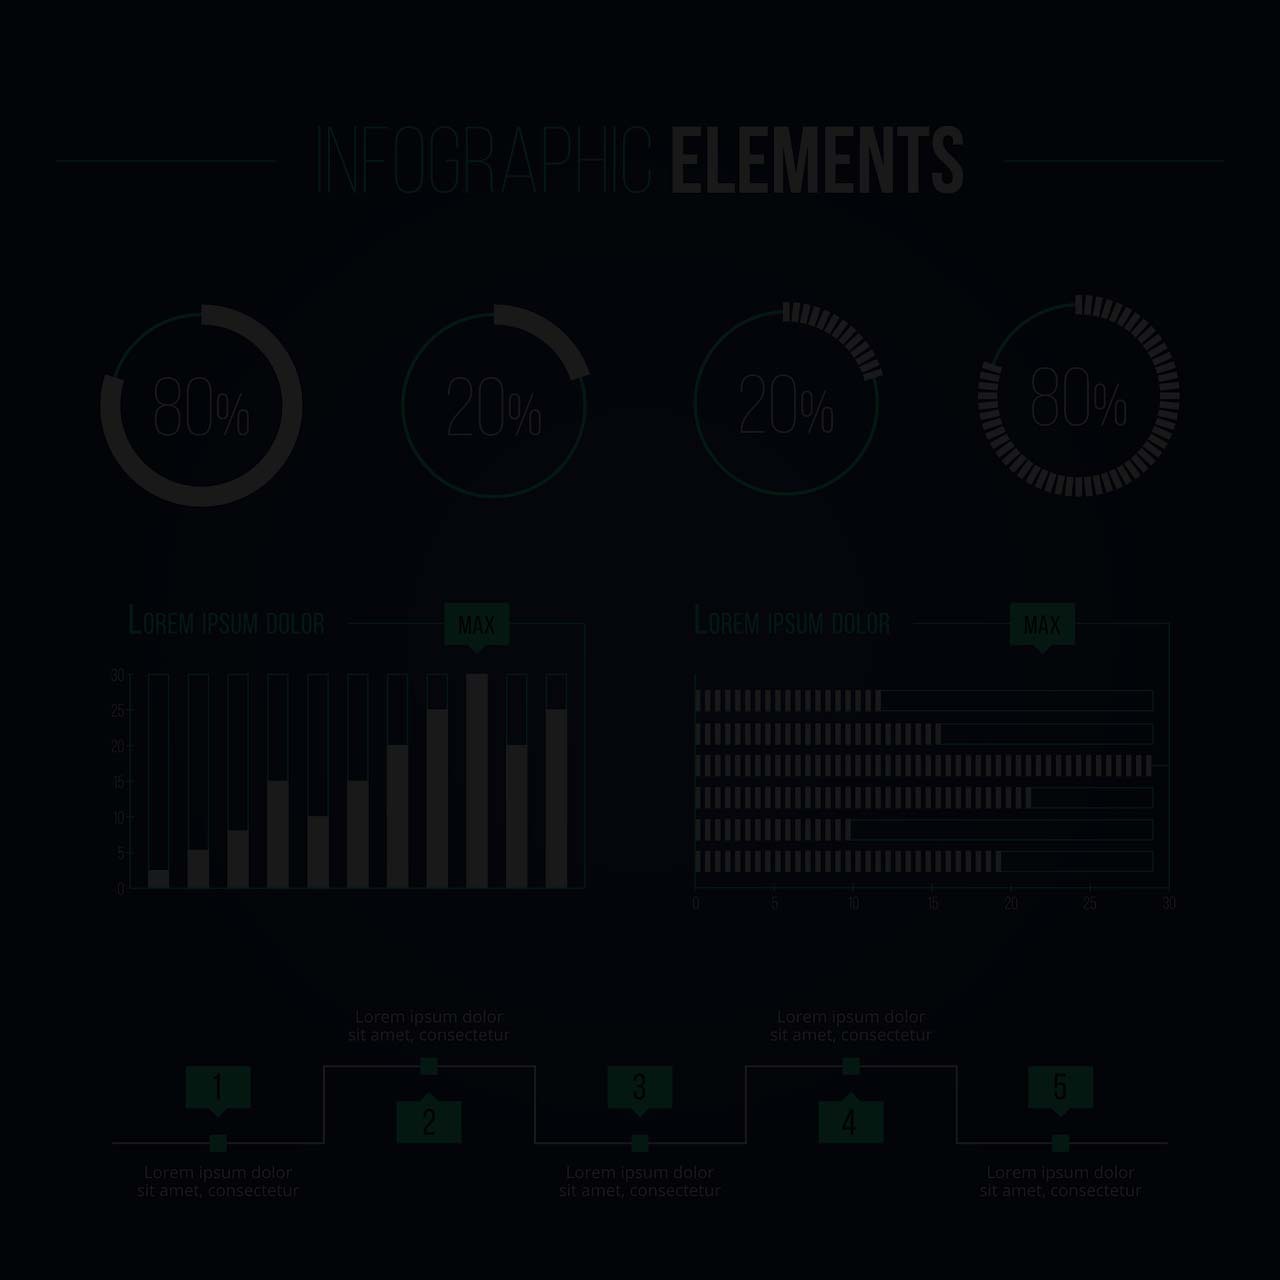 INFOGRAPHIC ELEMENTS
80%
20%
20%
80%
LOREM IPSUM DOLOR
MAX
30
25
20
15
10
5
0
LOREM IPSUM DOLOR
MAX
0 5 10 15 20 25 30
Lorem ipsum dolor
sit amet, consectetur
Lorem ipsum dolor
sit amet, consectetur
1
2
3
4
5
Lorem ipsum dolor
sit amet, consectetur
Lorem ipsum dolor
sit amet, consectetur
Lorem ipsum dolor
sit amet, consectetur